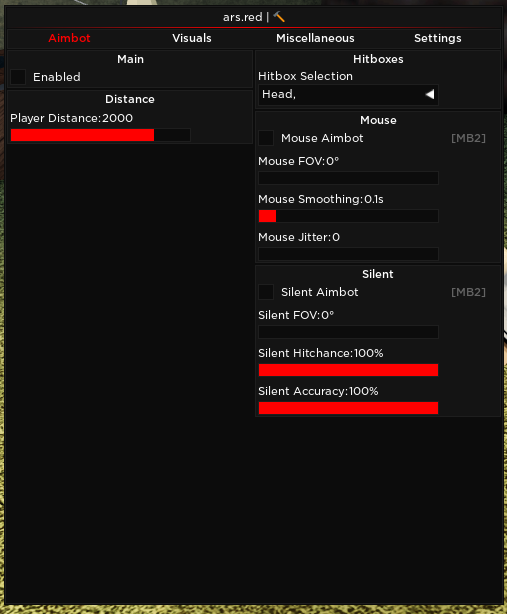 ars.red | 🔨
Aimbot Visuals Miscellaneous Settings
Main
Enabled
Distance
Player Distance:2000
Hitboxes
Hitbox Selection
Head,
Mouse
Mouse Aimbot [MB2]
Mouse FOV:0°
Mouse Smoothing:0.1s
Mouse Jitter:0
Silent
Silent Aimbot [MB2]
Silent FOV:0°
Silent Hitchance:100%
Silent Accuracy:100%